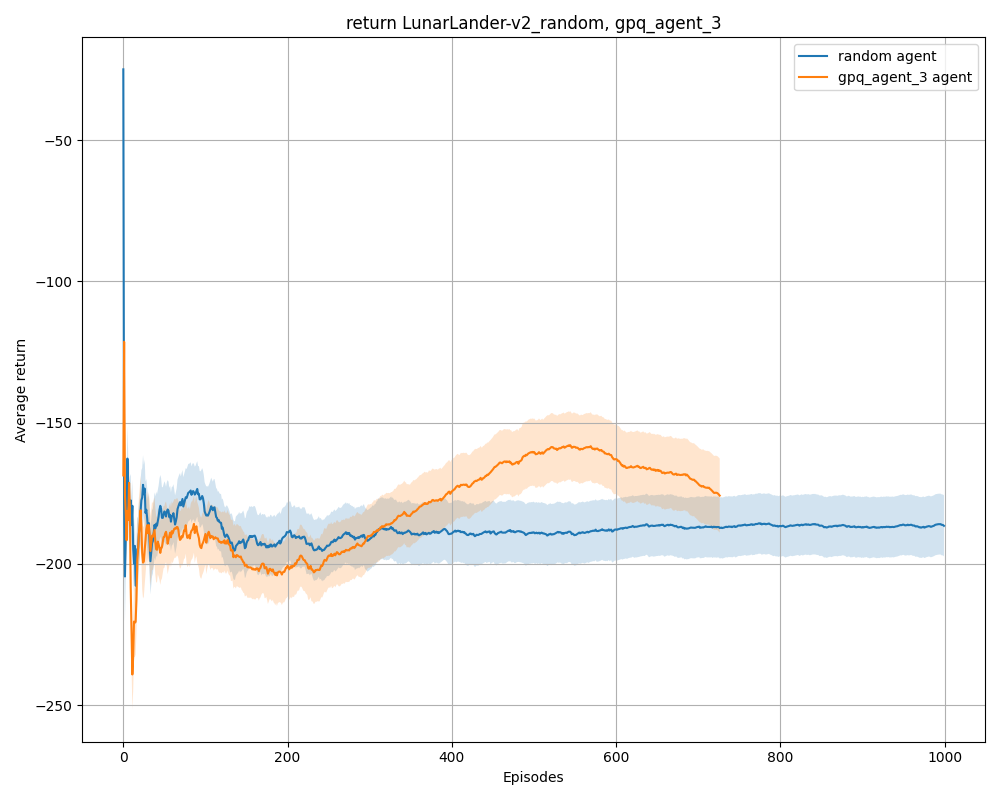 return LunarLander-v2_random, gpq_agent_3
random agent
gpq_agent_3 agent
Average return
−50
−100
−150
−200
−250
0
200
400
600
800
1000
Episodes